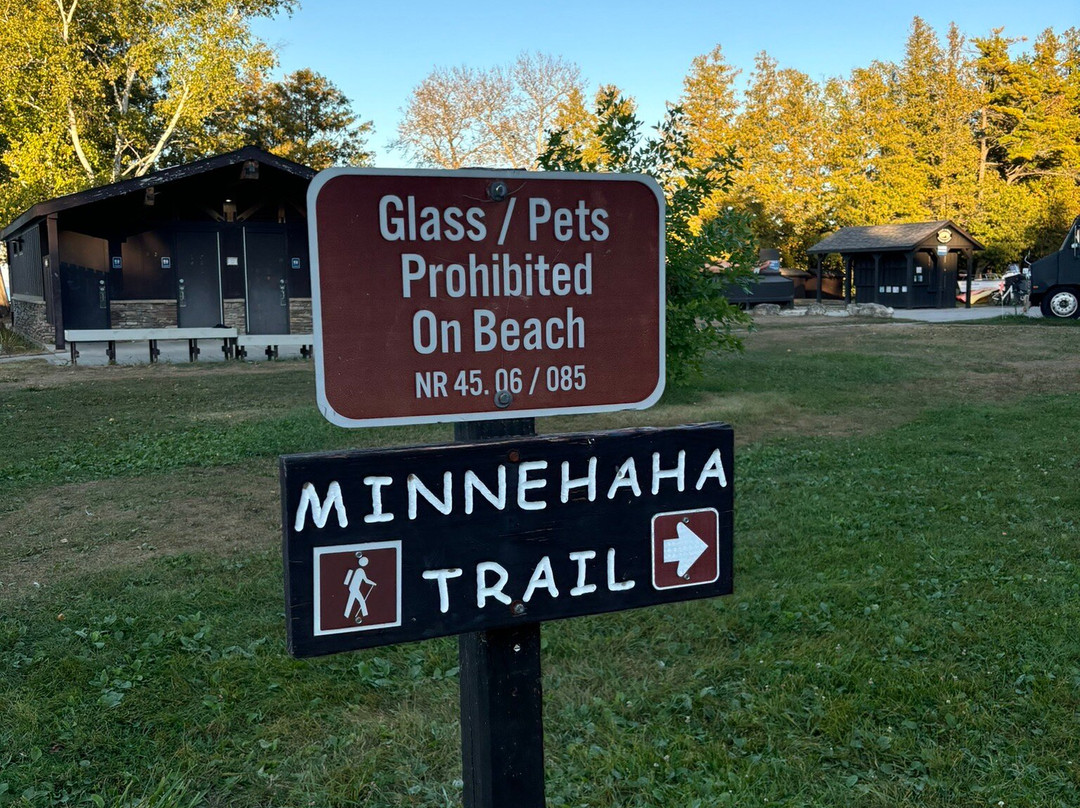 Glass / Pets
Prohibited
On Beach
NR 45.06 / 085
MINNEHAHA
TRAIL